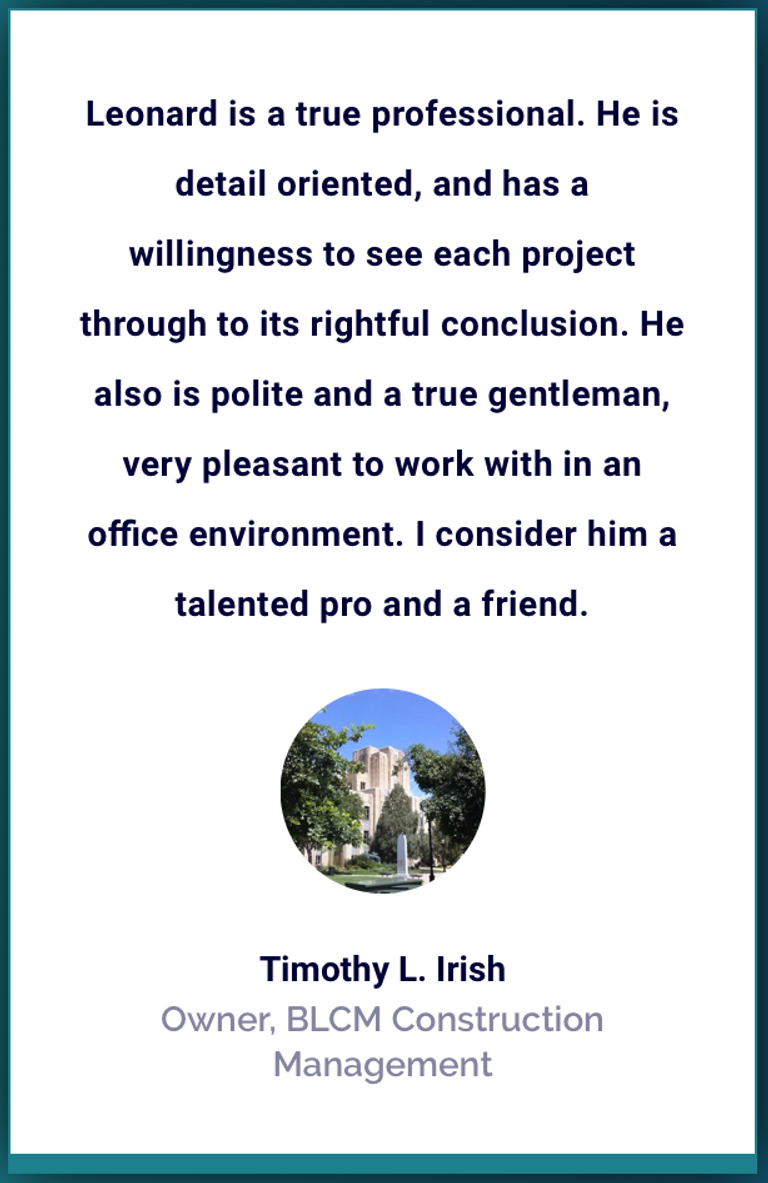 Leonard is a true professional. He is
detail oriented, and has a
willingness to see each project
through to its rightful conclusion. He
also is polite and a true gentleman,
very pleasant to work with in an
office environment. I consider him a
talented pro and a friend.
Timothy L. Irish
Owner, BLCM Construction
Management